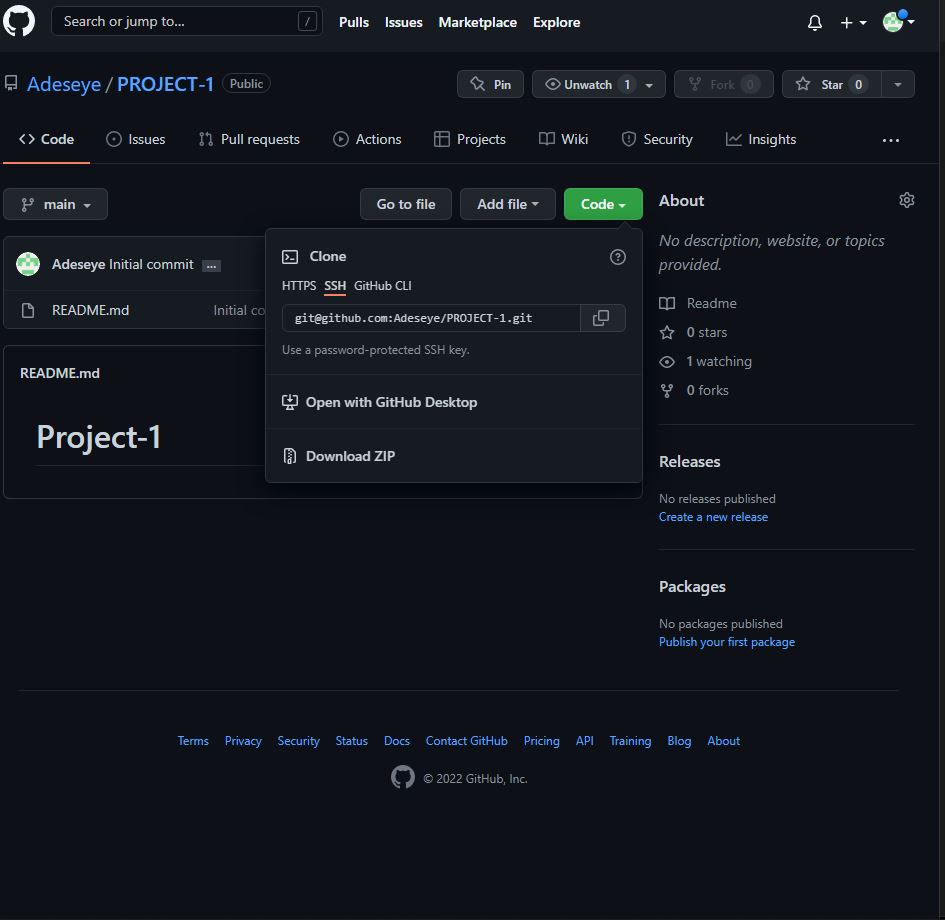 Search or jump to... /
Pulls Issues Marketplace Explore
Adeseye / PROJECT-1 Public
Pin Unwatch 1 Fork 0 Star 0
Code Issues Pull requests Actions Projects Wiki Security Insights ...
main Go to file Add file Code
Adeseye Initial commit ...
README.md Initial co
Clone
HTTPS SSH GitHub CLI
git@github.com:Adeseye/PROJECT-1.git
Use a password-protected SSH key.
Open with GitHub Desktop
Download ZIP
README.md
Project-1
About
No description, website, or topics
provided.
Readme
0 stars
1 watching
0 forks
Releases
No releases published
Create a new release
Packages
No packages published
Publish your first package
Terms Privacy Security Status Docs Contact GitHub Pricing API Training Blog About
© 2022 GitHub, Inc.